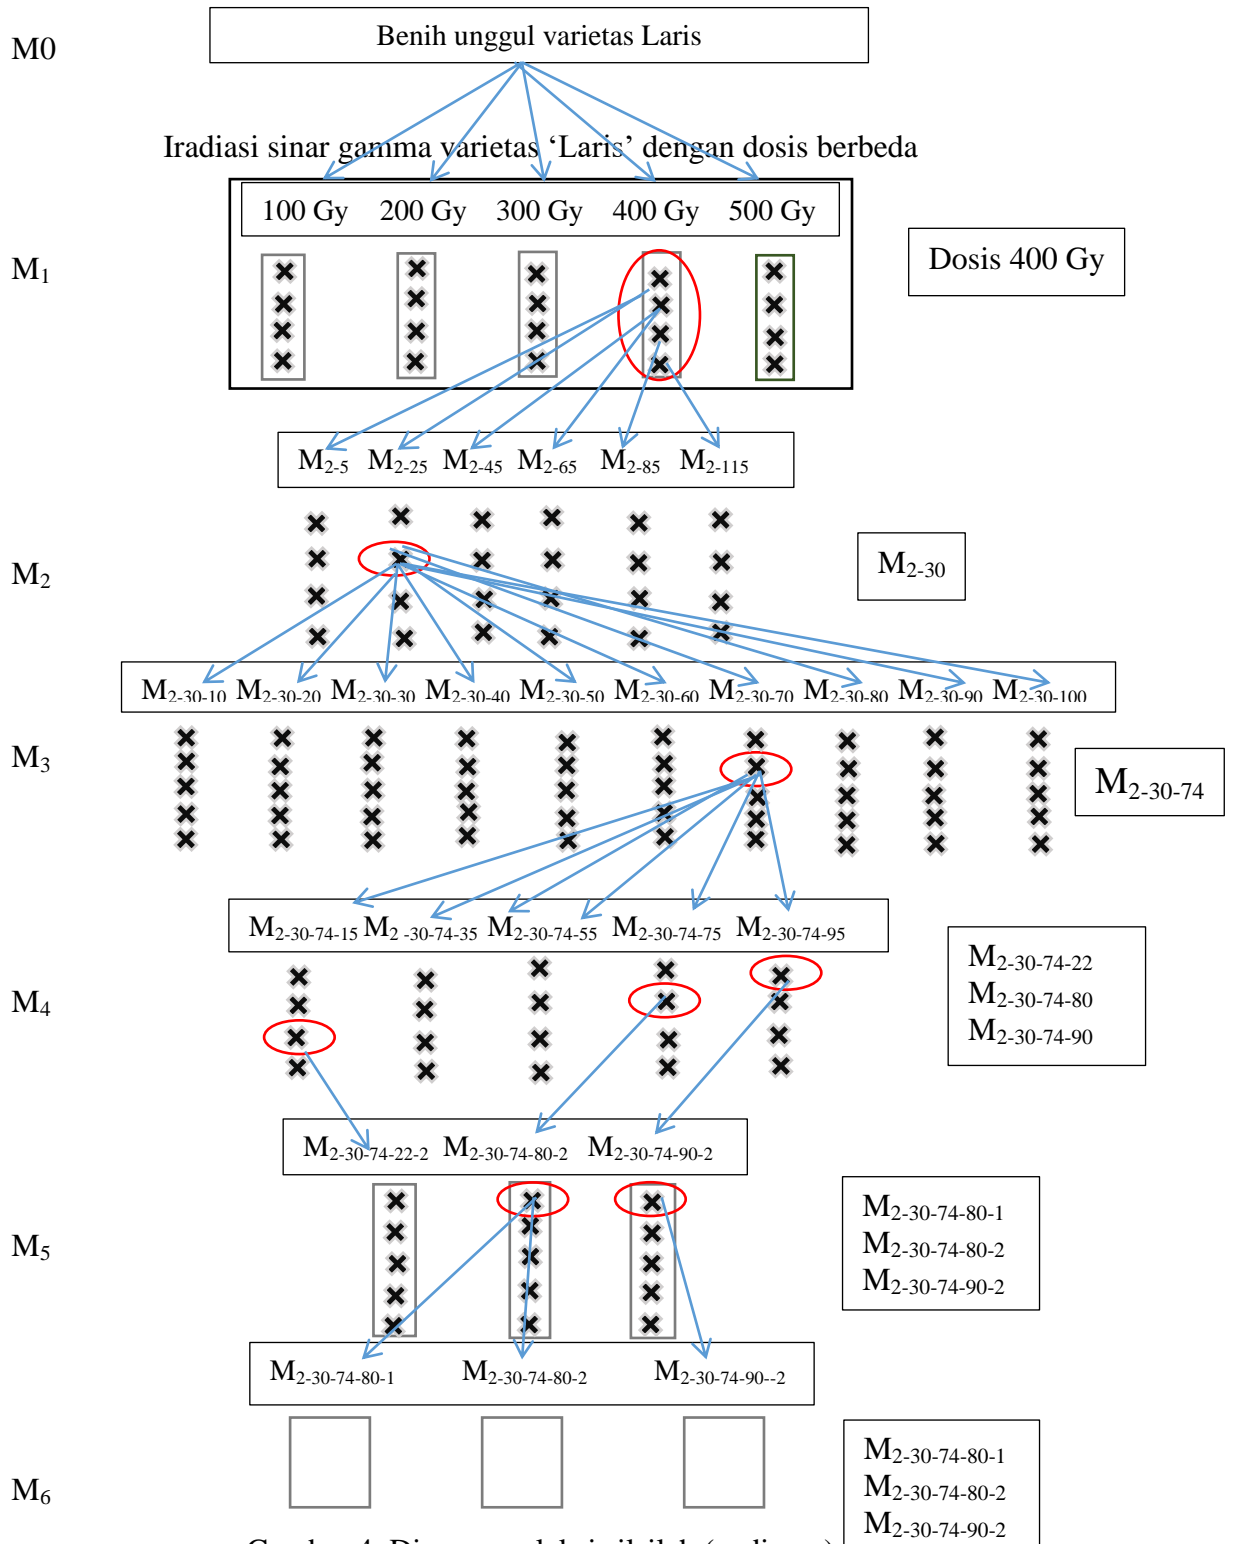 M0
Benih unggul varietas Laris
Iradiasi sinar gamma varietas ‘Laris’ dengan dosis berbeda
100 Gy 200 Gy 300 Gy 400 Gy 500 Gy
M1
Dosis 400 Gy
M2-5 M2-25 M2-45 M2-65 M2-85 M2-115
M2
M2-30
M2-30-10 M2-30-20 M2-30-30 M2-30-40 M2-30-50 M2-30-60 M2-30-70 M2-30-80 M2-30-90 M2-30-100
M3
M2-30-74
M2-30-74-15 M2 -30-74-35 M2-30-74-55 M2-30-74-75 M2-30-74-95
M4
M2-30-74-22
M2-30-74-80
M2-30-74-90
M2-30-74-22-2 M2-30-74-80-2 M2-30-74-90-2
M5
M2-30-74-80-1
M2-30-74-80-2
M2-30-74-90-2
M2-30-74-80-1 M2-30-74-80-2 M2-30-74-90--2
M6
M2-30-74-80-1
M2-30-74-80-2
M2-30-74-90-2
Gambar 4. Diagram